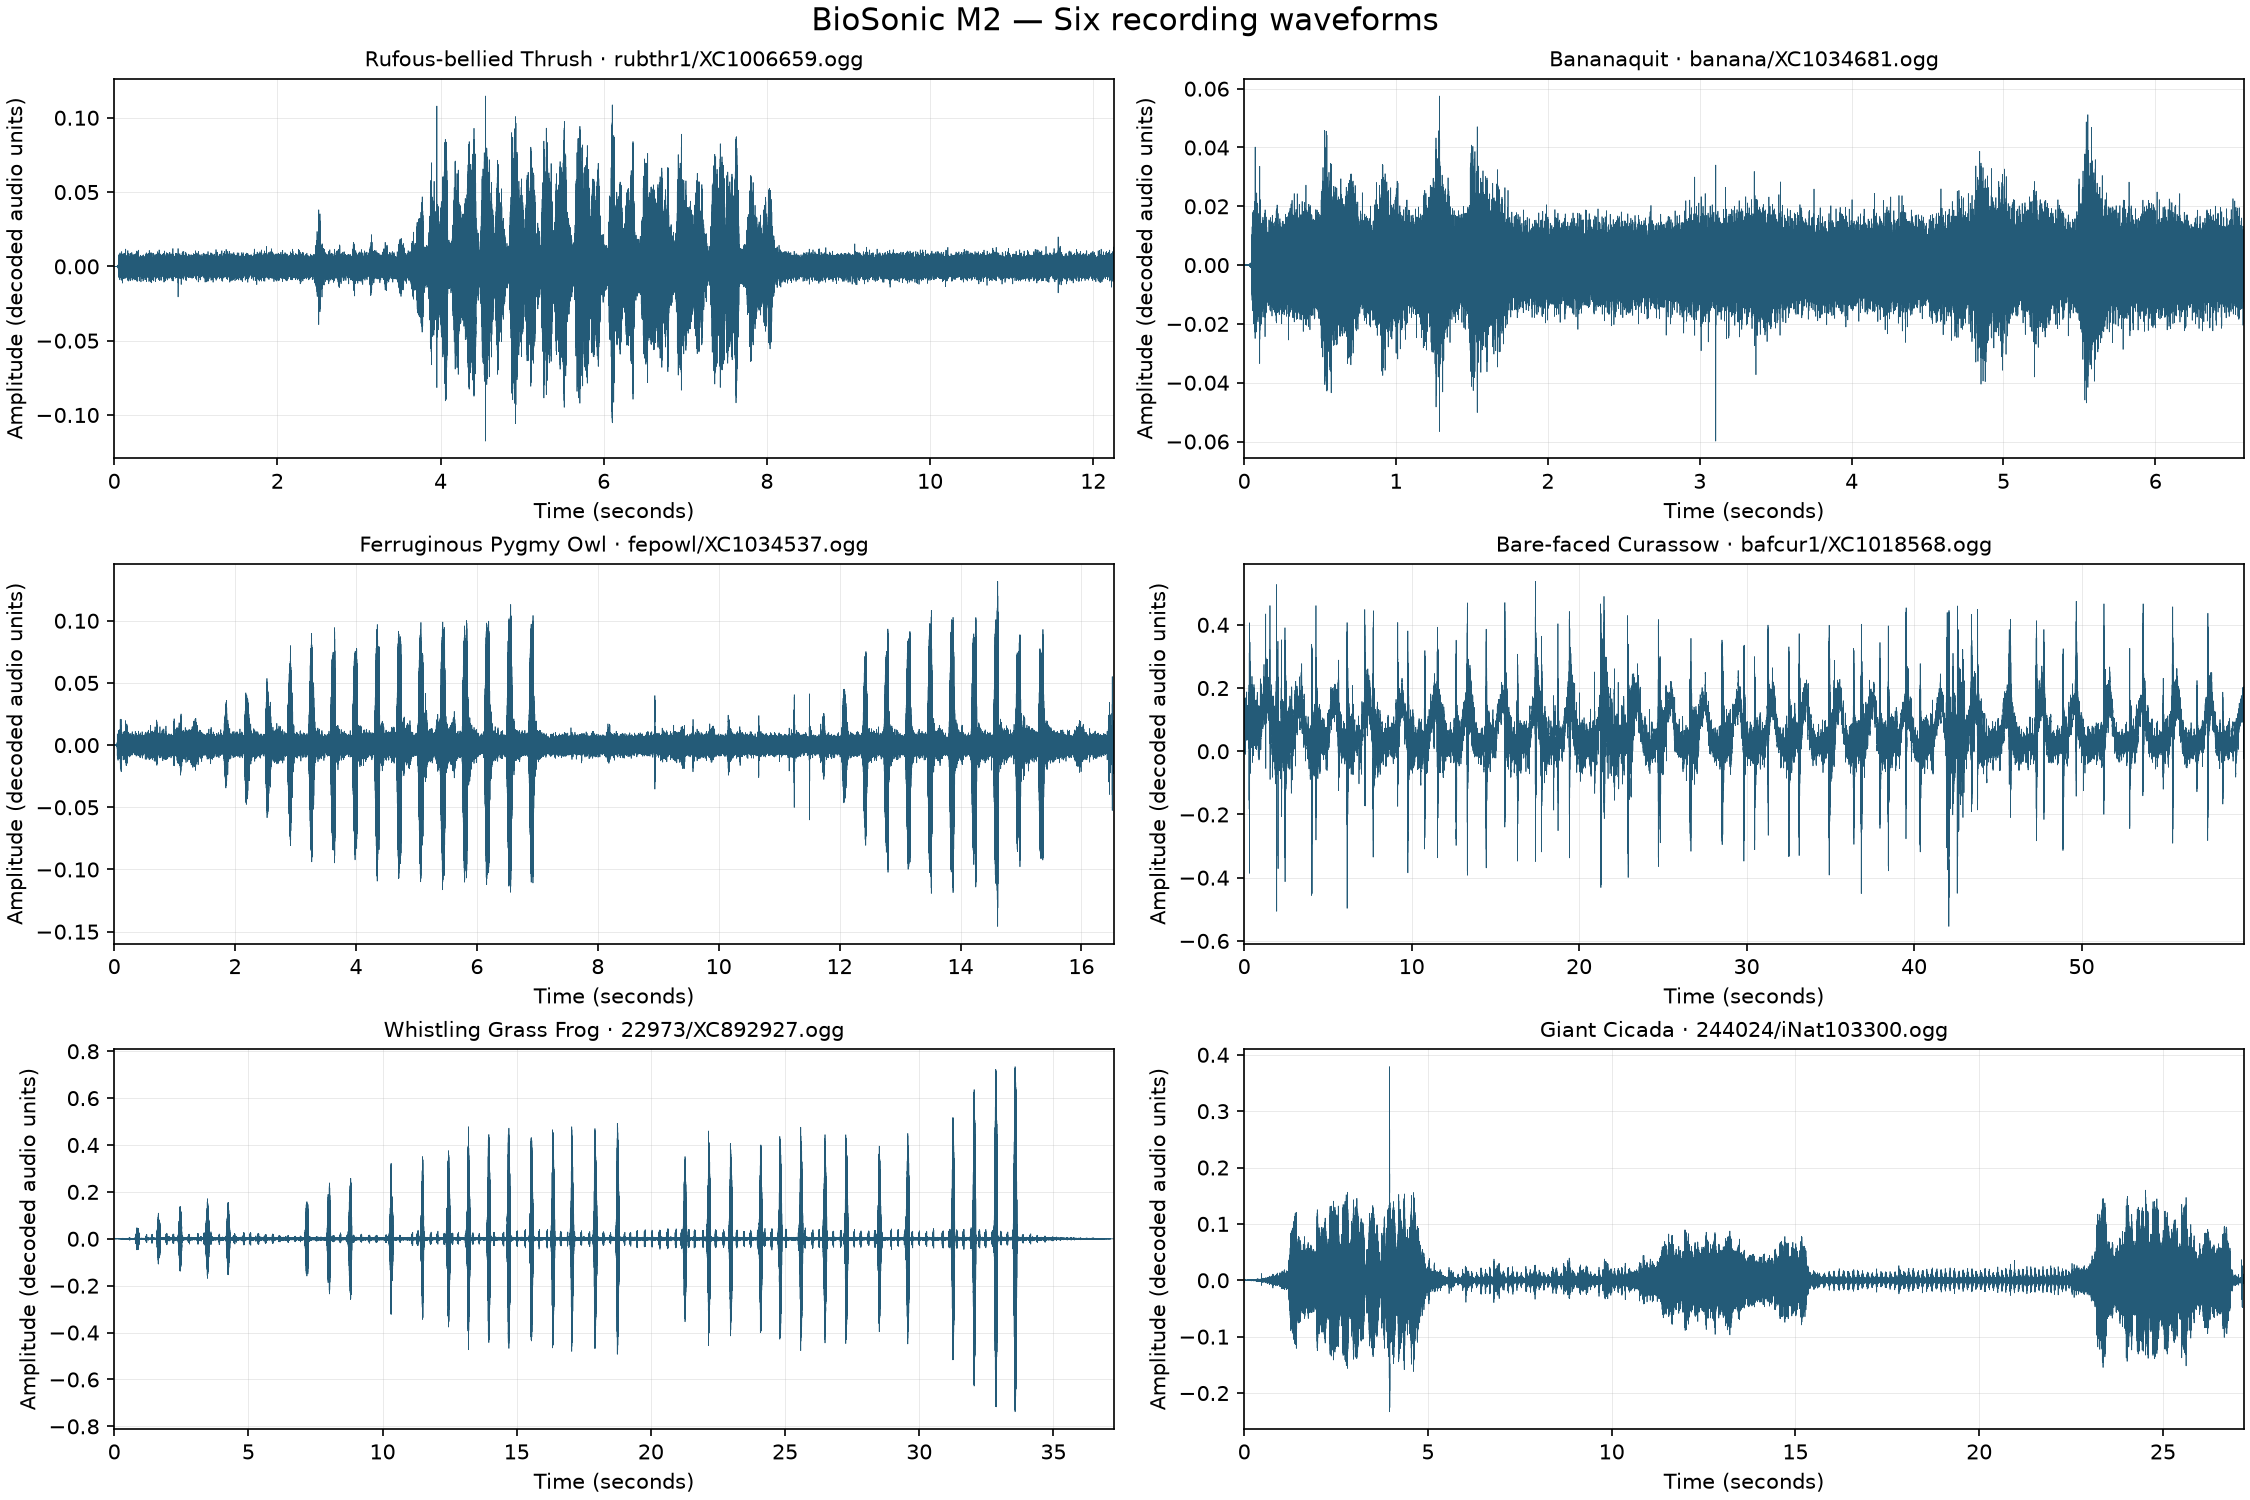 BioSonic M2 — Six recording waveforms
Rufous-bellied Thrush · rubthr1/XC1006659.ogg
Amplitude (decoded audio units)
0.10
0.05
0.00
−0.05
−0.10
0 2 4 6 8 10 12
Time (seconds)
Bananaquit · banana/XC1034681.ogg
Amplitude (decoded audio units)
0.06
0.04
0.02
0.00
−0.02
−0.04
−0.06
0 1 2 3 4 5 6
Time (seconds)
Ferruginous Pygmy Owl · fepowl/XC1034537.ogg
Amplitude (decoded audio units)
0.10
0.05
0.00
−0.05
−0.10
−0.15
0 2 4 6 8 10 12 14 16
Time (seconds)
Bare-faced Curassow · bafcur1/XC1018568.ogg
Amplitude (decoded audio units)
0.4
0.2
0.0
−0.2
−0.4
−0.6
0 10 20 30 40 50
Time (seconds)
Whistling Grass Frog · 22973/XC892927.ogg
Amplitude (decoded audio units)
0.8
0.6
0.4
0.2
0.0
−0.2
−0.4
−0.6
−0.8
0 5 10 15 20 25 30 35
Time (seconds)
Giant Cicada · 244024/iNat103300.ogg
Amplitude (decoded audio units)
0.4
0.3
0.2
0.1
0.0
−0.1
−0.2
0 5 10 15 20 25
Time (seconds)